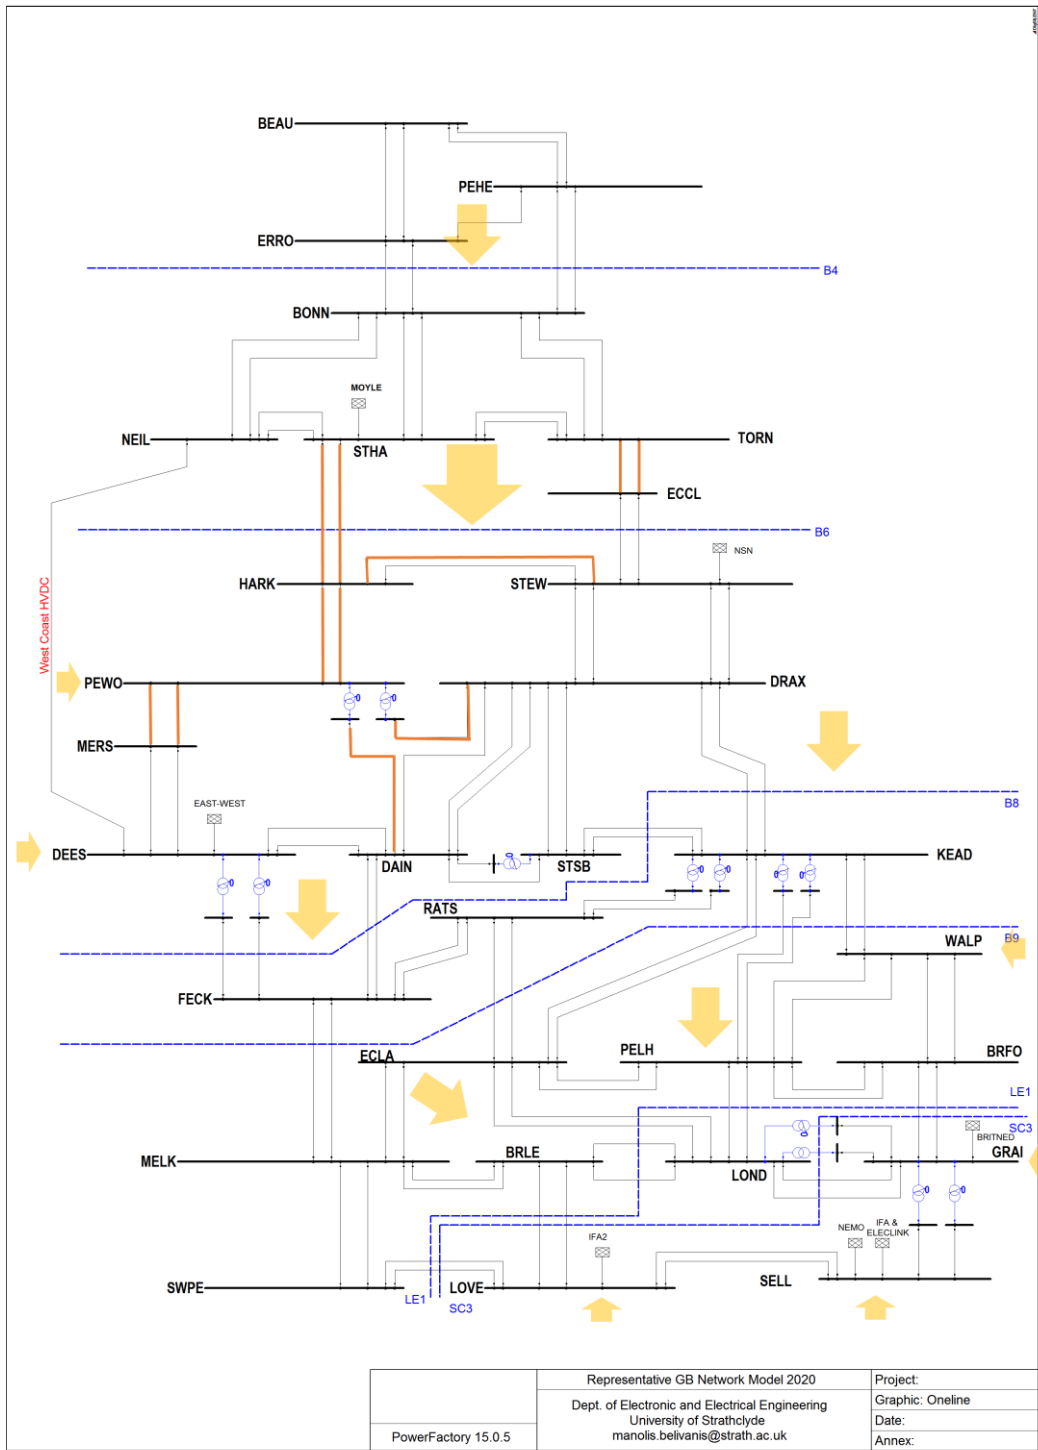 BEAU
PEHE
ERRO
B4
BONN
MOYLE
NEIL
STHA
TORN
ECCL
B6
NSN
HARK
STEW
West Coast HVDC
PEWO
DRAX
MERS
B8
EAST-WEST
DEES
DAIN
STSB
KEAD
RATS
B9
WALP
FECK
ECLA
PELH
BRFO
LE1
SC3
BRITNED
MELK
BRLE
LOND
GRAI
NEMO
IFA &
ELECLINK
IFA2
SWPE
LOVE
SELL
LE1
SC3
Representative GB Network Model 2020
Project:
Dept. of Electronic and Electrical Engineering
Graphic: Oneline
University of Strathclyde
Date:
PowerFactory 15.0.5
manolis.belivanis@strath.ac.uk
Annex: